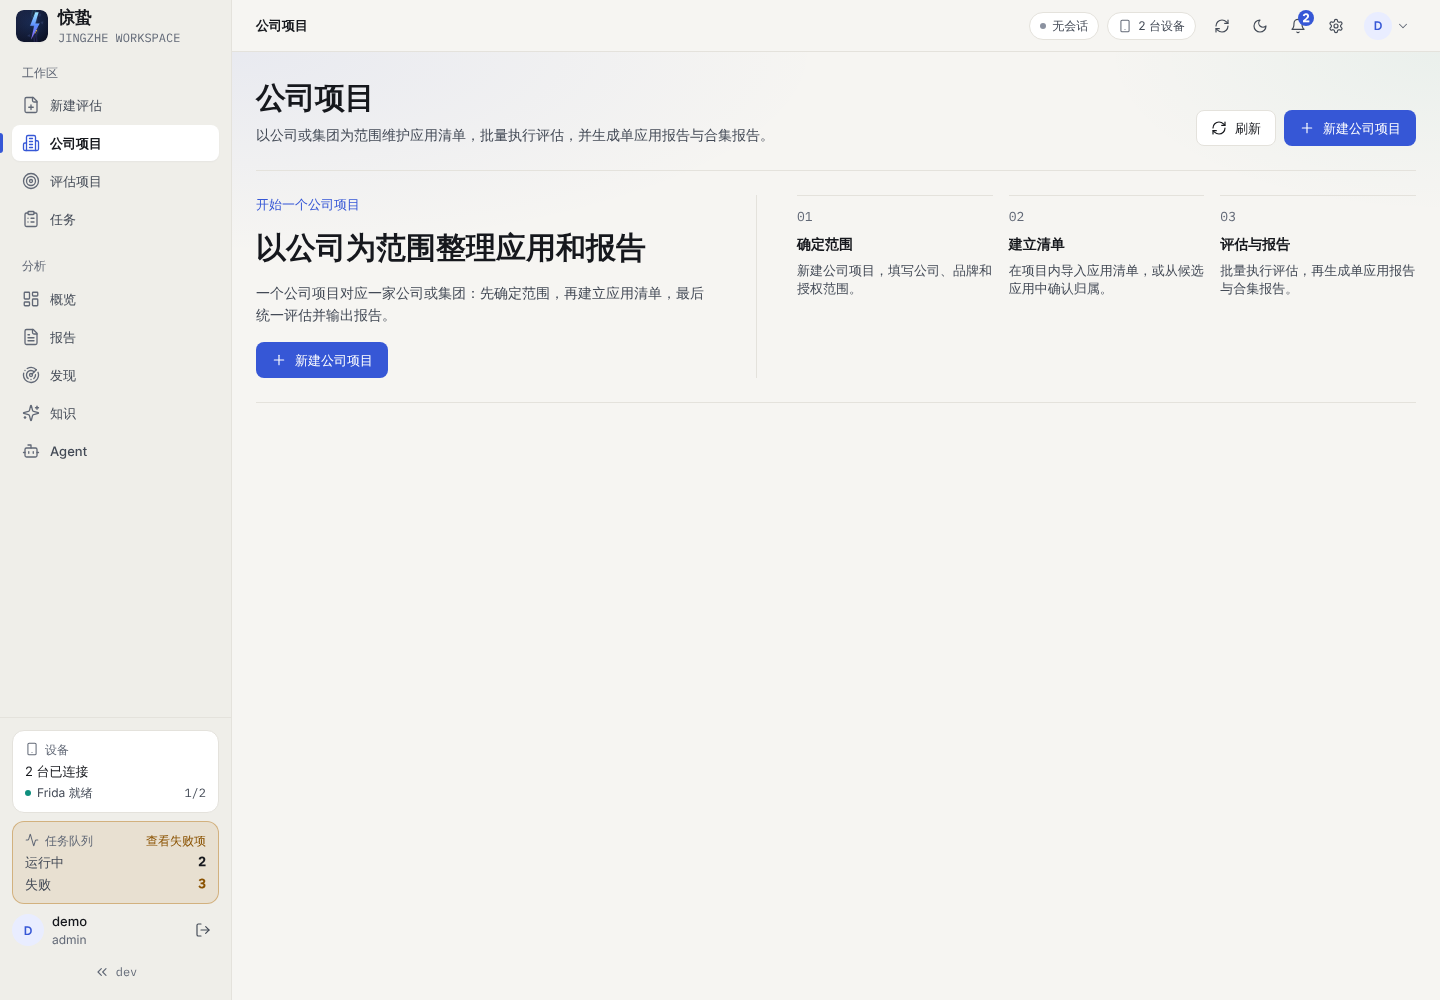 惊蛰
JINGZHE WORKSPACE
工作区
新建评估
公司项目
评估项目
任务
分析
概览
报告
发现
知识
Agent
设备
2 台已连接
Frida 就绪 1/2
任务队列 查看失败项
运行中 2
失败 3
D
demo
admin
dev
公司项目
无会话
2 台设备
2
D
公司项目
以公司或集团为范围维护应用清单，批量执行评估，并生成单应用报告与合集报告。
刷新
新建公司项目
开始一个公司项目
以公司为范围整理应用和报告
一个公司项目对应一家公司或集团：先确定范围，再建立应用清单，最后
统一评估并输出报告。
新建公司项目
01
确定范围
新建公司项目，填写公司、品牌和
授权范围。
02
建立清单
在项目内导入应用清单，或从候选
应用中确认归属。
03
评估与报告
批量执行评估，再生成单应用报告
与合集报告。